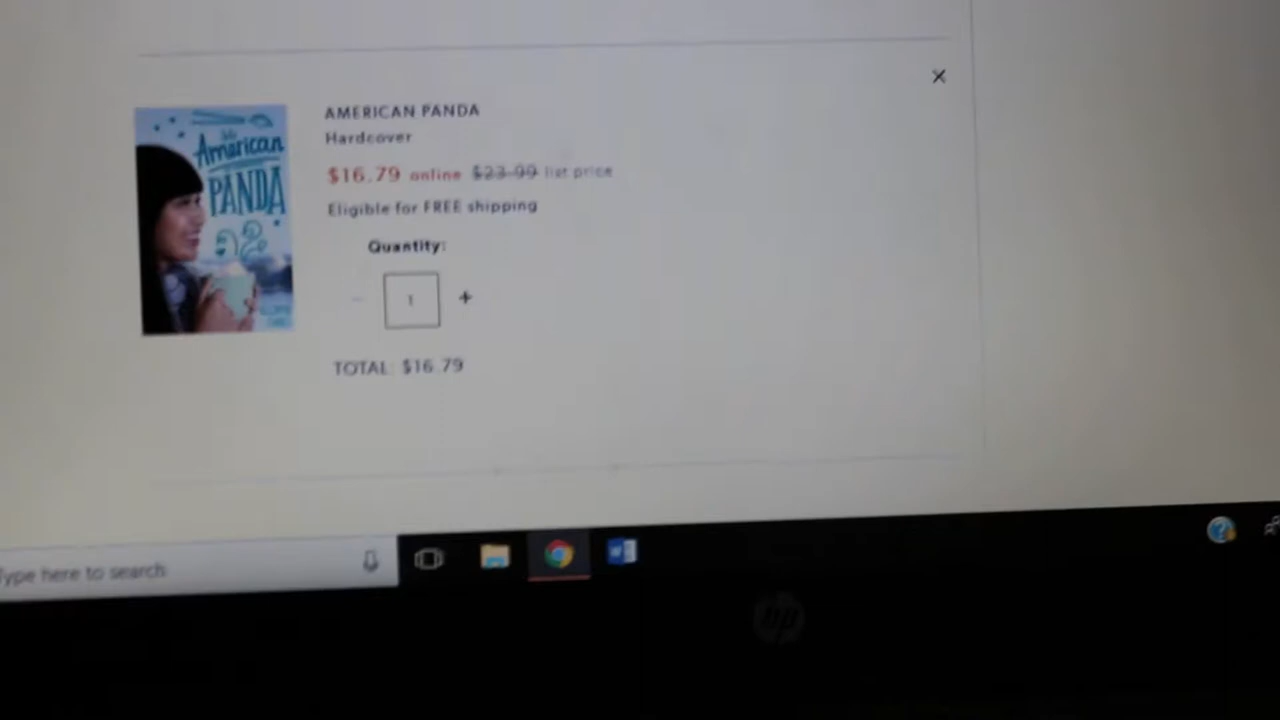 AMERICAN PANDA
Hardcover
$16.79 online $23.99 list price
Eligible for FREE shipping
Quantity:
1
TOTAL: $16.79
American
PANDA
Type here to search
hp